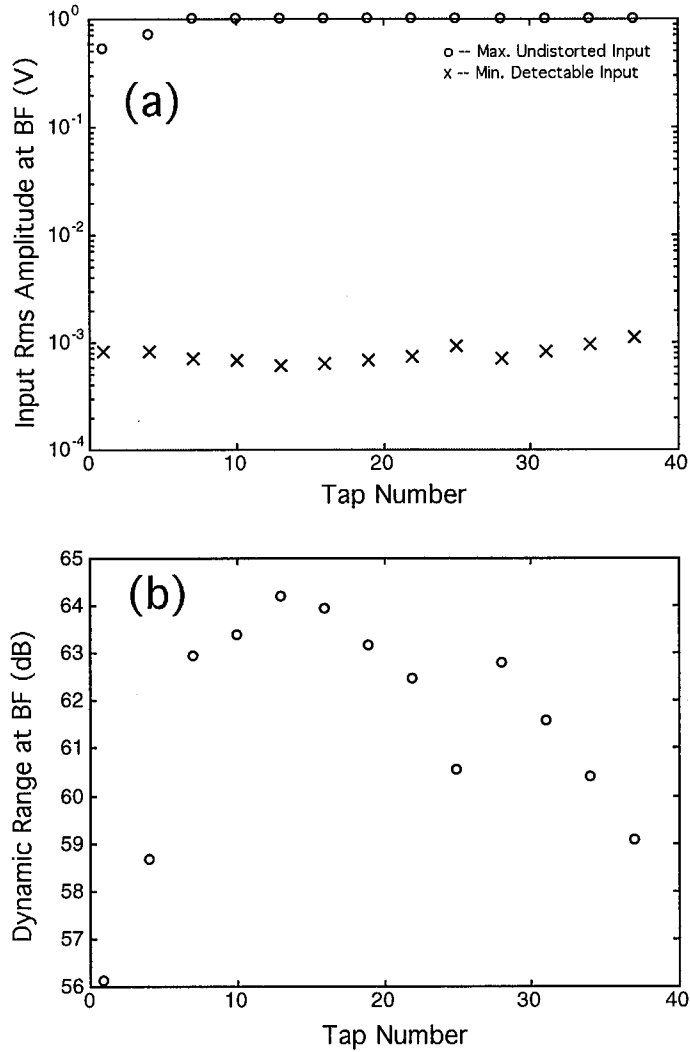 10^0
o -- Max. Undistorted Input
x -- Min. Detectable Input
(a)
10^-1
10^-2
10^-3
10^-4
Input Rms Amplitude at BF (V)
0 10 20 30 40
Tap Number
65
(b)
64
63
62
61
60
59
58
57
56
Dynamic Range at BF (dB)
0 10 20 30 40
Tap Number